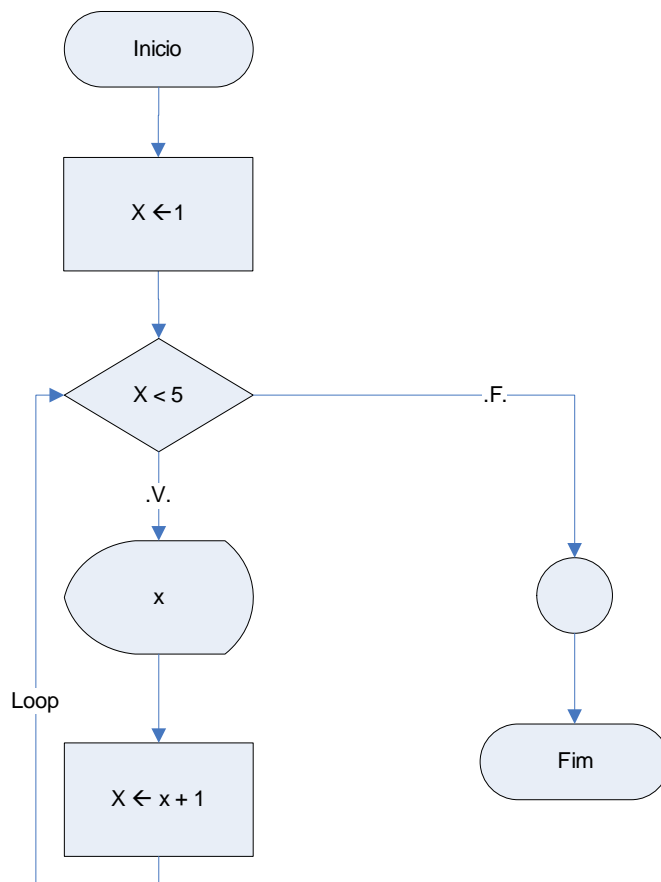 Inicio
X ← 1
X < 5
.F.
.V.
x
Loop
Fim
X ← x + 1